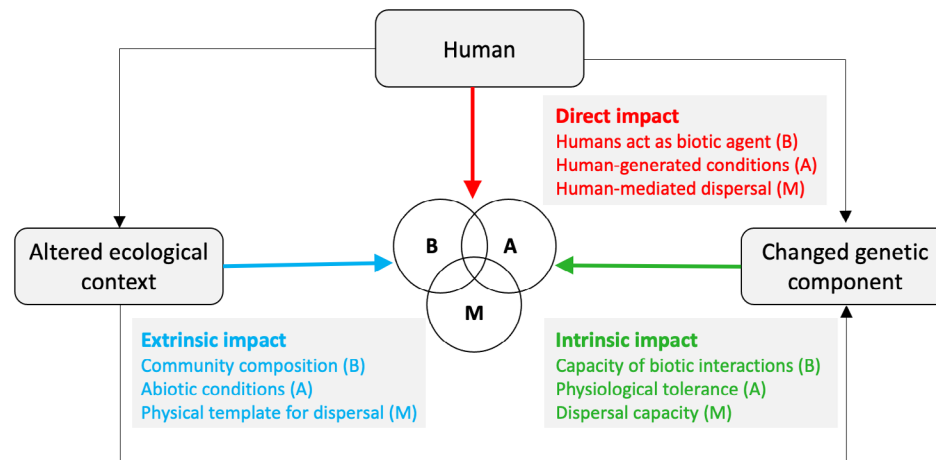 Human
Direct impact
Humans act as biotic agent (B)
Human-generated conditions (A)
Human-mediated dispersal (M)
Altered ecological
context
B
A
M
Changed genetic
component
Extrinsic impact
Community composition (B)
Abiotic conditions (A)
Physical template for dispersal (M)
Intrinsic impact
Capacity of biotic interactions (B)
Physiological tolerance (A)
Dispersal capacity (M)